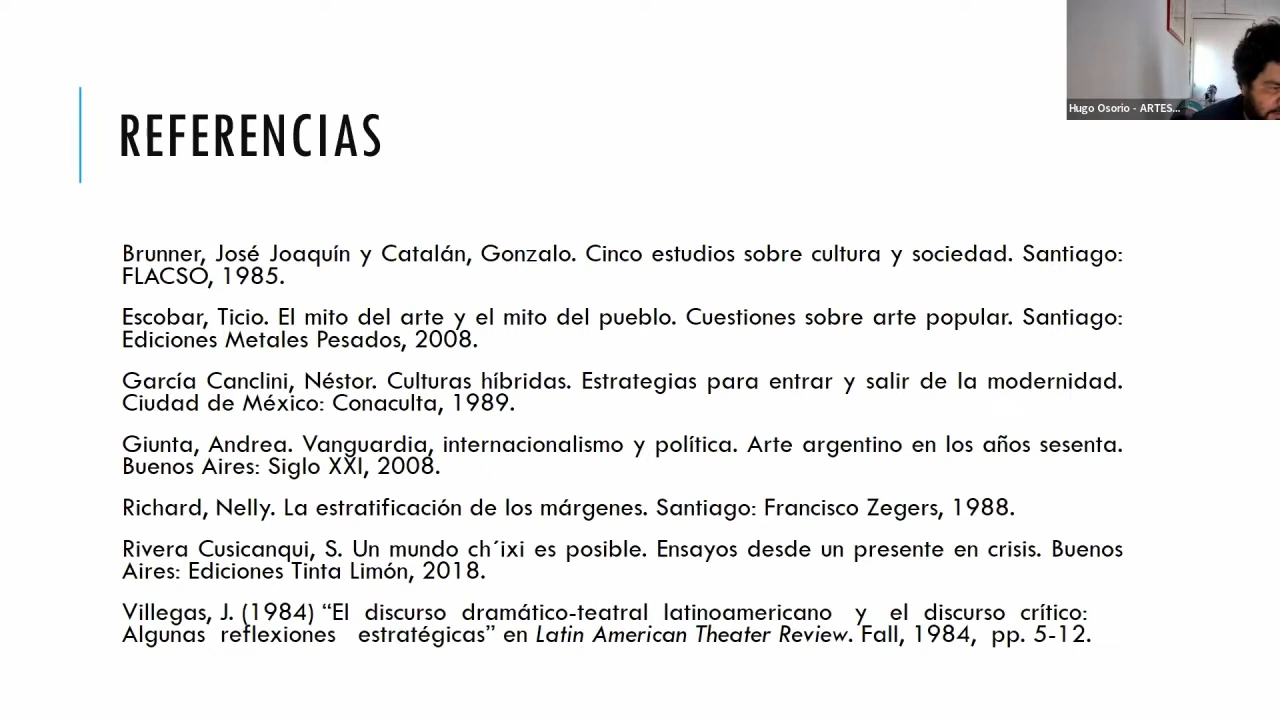 Hugo Osorio - ARTES...
REFERENCIAS
Brunner, José Joaquín y Catalán, Gonzalo. Cinco estudios sobre cultura y sociedad. Santiago:
FLACSO, 1985.
Escobar, Ticio. El mito del arte y el mito del pueblo. Cuestiones sobre arte popular. Santiago:
Ediciones Metales Pesados, 2008.
García Canclini, Néstor. Culturas híbridas. Estrategias para entrar y salir de la modernidad.
Ciudad de México: Conaculta, 1989.
Giunta, Andrea. Vanguardia, internacionalismo y política. Arte argentino en los años sesenta.
Buenos Aires: Siglo XXI, 2008.
Richard, Nelly. La estratificación de los márgenes. Santiago: Francisco Zegers, 1988.
Rivera Cusicanqui, S. Un mundo ch´ixi es posible. Ensayos desde un presente en crisis. Buenos
Aires: Ediciones Tinta Limón, 2018.
Villegas, J. (1984) “El discurso dramático-teatral latinoamericano y el discurso crítico:
Algunas reflexiones estratégicas” en Latin American Theater Review. Fall, 1984, pp. 5-12.